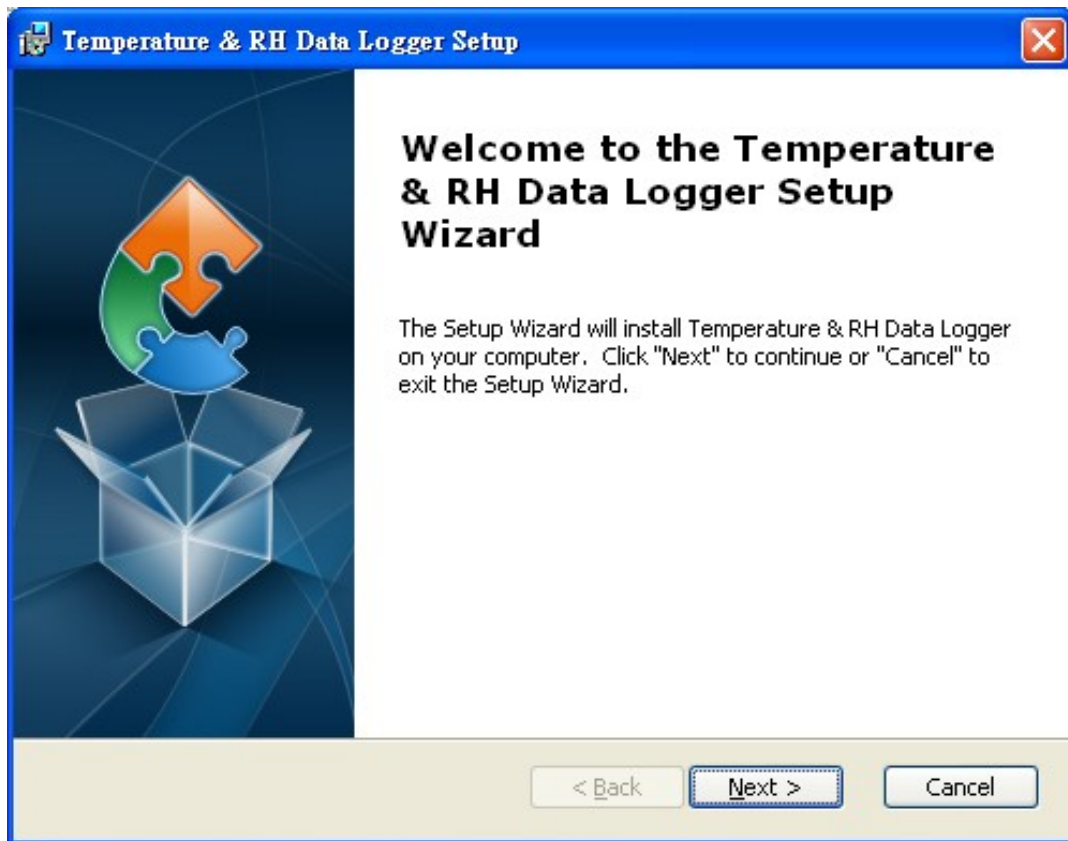 Temperature & RH Data Logger Setup
Welcome to the Temperature
& RH Data Logger Setup
Wizard
The Setup Wizard will install Temperature & RH Data Logger
on your computer.  Click "Next" to continue or "Cancel" to
exit the Setup Wizard.
< Back  Next >  Cancel